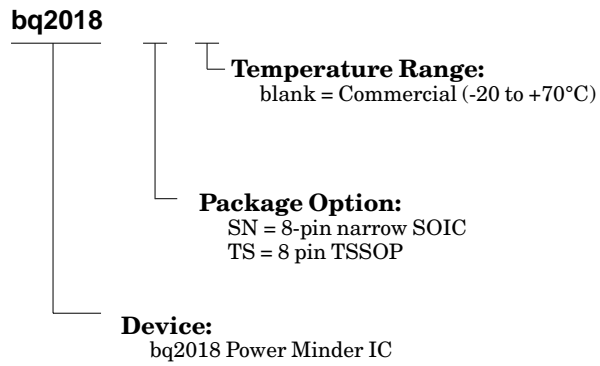 bq2018
Temperature Range:
blank = Commercial (-20 to +70°C)
Package Option:
SN = 8-pin narrow SOIC
TS = 8 pin TSSOP
Device:
bq2018 Power Minder IC